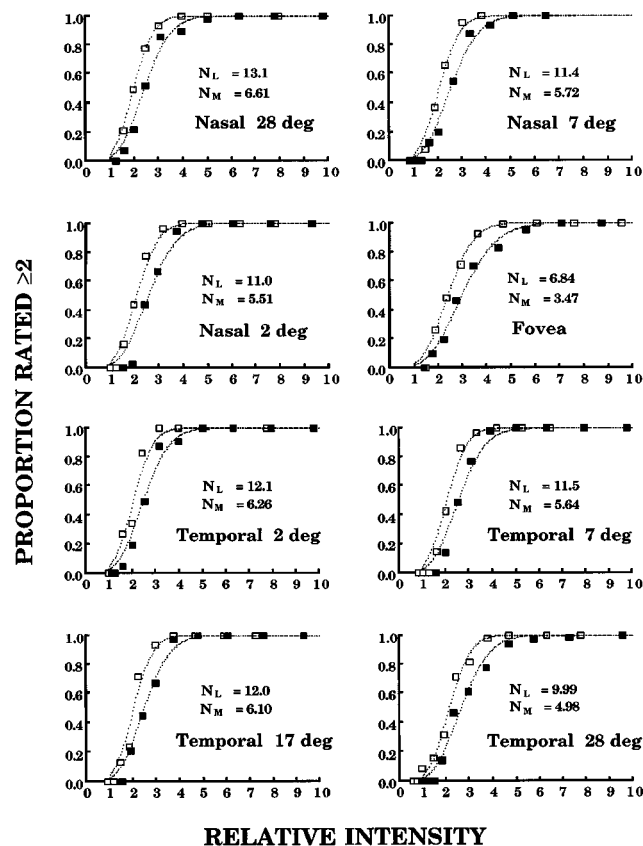 PROPORTION RATED ≥2
1.0
0.8
0.6
0.4
0.2
0.0
0 1 2 3 4 5 6 7 8 9 10
N_L = 13.1
N_M = 6.61
Nasal 28 deg
1.0
0.8
0.6
0.4
0.2
0.0
0 1 2 3 4 5 6 7 8 9 10
N_L = 11.4
N_M = 5.72
Nasal 7 deg
1.0
0.8
0.6
0.4
0.2
0.0
0 1 2 3 4 5 6 7 8 9 10
N_L = 11.0
N_M = 5.51
Nasal 2 deg
1.0
0.8
0.6
0.4
0.2
0.0
0 1 2 3 4 5 6 7 8 9 10
N_L = 6.84
N_M = 3.47
Fovea
1.0
0.8
0.6
0.4
0.2
0.0
0 1 2 3 4 5 6 7 8 9 10
N_L = 12.1
N_M = 6.26
Temporal 2 deg
1.0
0.8
0.6
0.4
0.2
0.0
0 1 2 3 4 5 6 7 8 9 10
N_L = 11.5
N_M = 5.64
Temporal 7 deg
1.0
0.8
0.6
0.4
0.2
0.0
0 1 2 3 4 5 6 7 8 9 10
N_L = 12.0
N_M = 6.10
Temporal 17 deg
1.0
0.8
0.6
0.4
0.2
0.0
0 1 2 3 4 5 6 7 8 9 10
N_L = 9.99
N_M = 4.98
Temporal 28 deg
RELATIVE INTENSITY